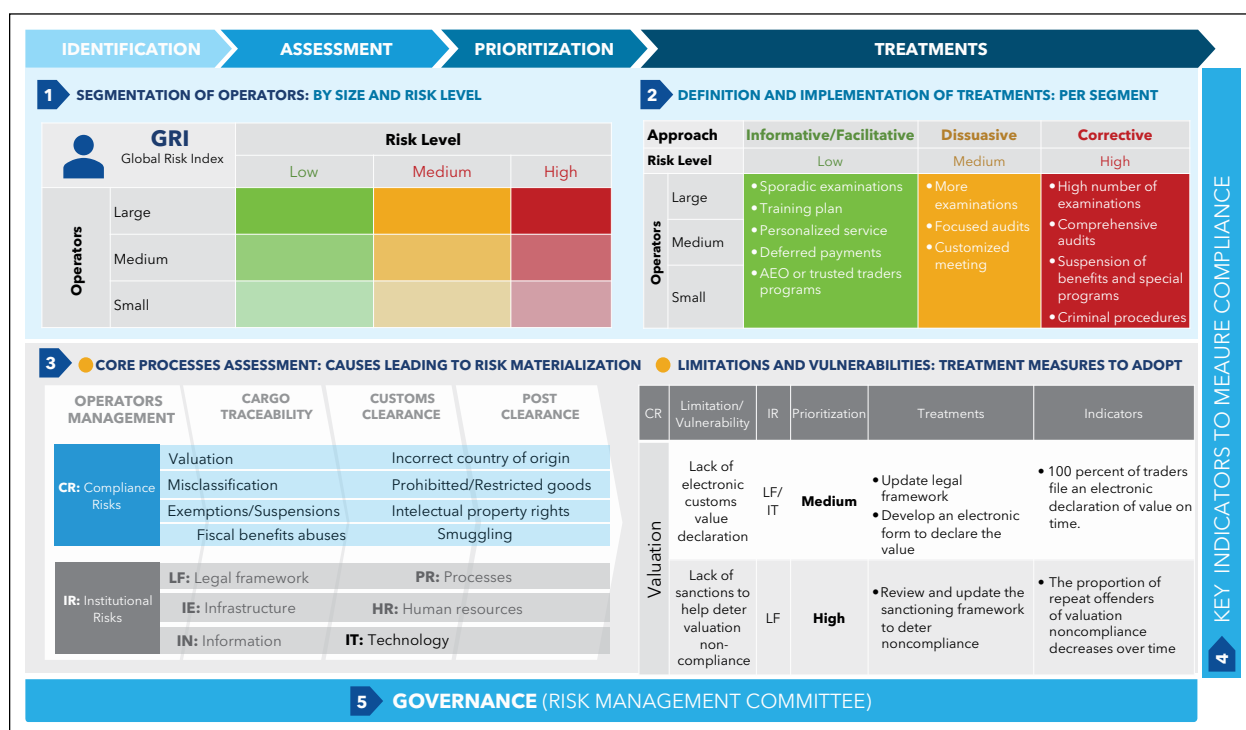 IDENTIFICATION
ASSESSMENT
PRIORITIZATION
TREATMENTS
1 SEGMENTATION OF OPERATORS: BY SIZE AND RISK LEVEL
GRI
Global Risk Index
Risk Level
Low
Medium
High
Operators
Large
Medium
Small
2 DEFINITION AND IMPLEMENTATION OF TREATMENTS: PER SEGMENT
Approach
Informative/Facilitative
Dissuasive
Corrective
Risk Level
Low
Medium
High
Operators
Large
Medium
Small
• Sporadic examinations
• Training plan
• Personalized service
• Deferred payments
• AEO or trusted traders
programs
• More
examinations
• Focused audits
• Customized
meeting
• High number of
examinations
• Comprehensive
audits
• Suspension of
benefits and special
programs
• Criminal procedures
3 CORE PROCESSES ASSESSMENT: CAUSES LEADING TO RISK MATERIALIZATION
LIMITATIONS AND VULNERABILITIES: TREATMENT MEASURES TO ADOPT
OPERATORS
MANAGEMENT
CARGO
TRACEABILITY
CUSTOMS
CLEARANCE
POST
CLEARANCE
CR: Compliance
Risks
Valuation
Incorrect country of origin
Misclassification
Prohibitted/Restricted goods
Exemptions/Suspensions
Intelectual property rights
Fiscal benefits abuses
Smuggling
IR: Institutional
Risks
LF: Legal framework
PR: Processes
IE: Infrastructure
HR: Human resources
IN: Information
IT: Technology
CR
Limitation/
Vulnerability
IR
Prioritization
Treatments
Indicators
Valuation
Lack of
electronic
customs
value
declaration
LF/
IT
Medium
• Update legal
framework
• Develop an electronic
form to declare the
value
• 100 percent of traders
file an electronic
declaration of value on
time.
Lack of
sanctions to
help deter
valuation
non-
compliance
LF
High
• Review and update the
sanctioning framework
to deter
noncompliance
• The proportion of
repeat offenders
of valuation
noncompliance
decreases over time
4 KEY INDICATORS TO MEAURE COMPLIANCE
5 GOVERNANCE (RISK MANAGEMENT COMMITTEE)